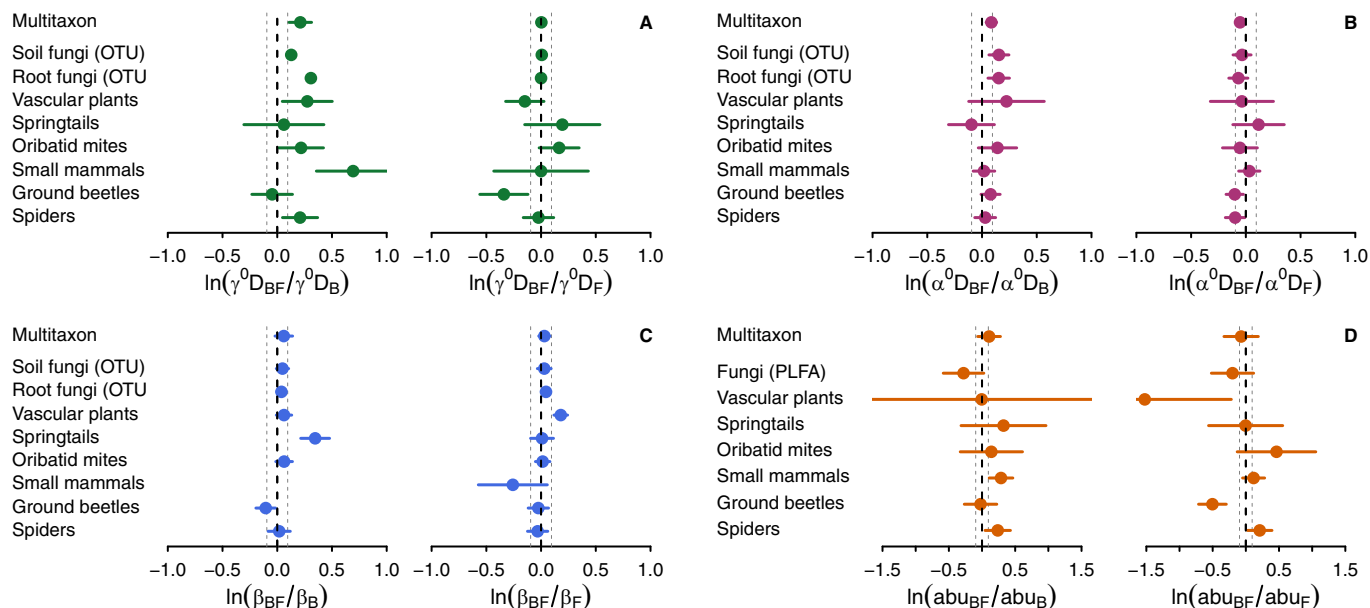 A
Multitaxon
Soil fungi (OTU)
Root fungi (OTU
Vascular plants
Springtails
Oribatid mites
Small mammals
Ground beetles
Spiders
−1.0 −0.5 0.0 0.5 1.0 −1.0 −0.5 0.0 0.5 1.0
ln(γ⁰D_BF/γ⁰D_B) ln(γ⁰D_BF/γ⁰D_F)
B
Multitaxon
Soil fungi (OTU)
Root fungi (OTU
Vascular plants
Springtails
Oribatid mites
Small mammals
Ground beetles
Spiders
−1.0 −0.5 0.0 0.5 1.0 −1.0 −0.5 0.0 0.5 1.0
ln(α⁰D_BF/α⁰D_B) ln(α⁰D_BF/α⁰D_F)
C
Multitaxon
Soil fungi (OTU)
Root fungi (OTU
Vascular plants
Springtails
Oribatid mites
Small mammals
Ground beetles
Spiders
−1.0 −0.5 0.0 0.5 1.0 −1.0 −0.5 0.0 0.5 1.0
ln(β_BF/β_B) ln(β_BF/β_F)
D
Multitaxon
Fungi (PLFA)
Vascular plants
Springtails
Oribatid mites
Small mammals
Ground beetles
Spiders
−1.5 −0.5 0.5 1.5 −1.5 −0.5 0.5 1.5
ln(abu_BF/abu_B) ln(abu_BF/abu_F)